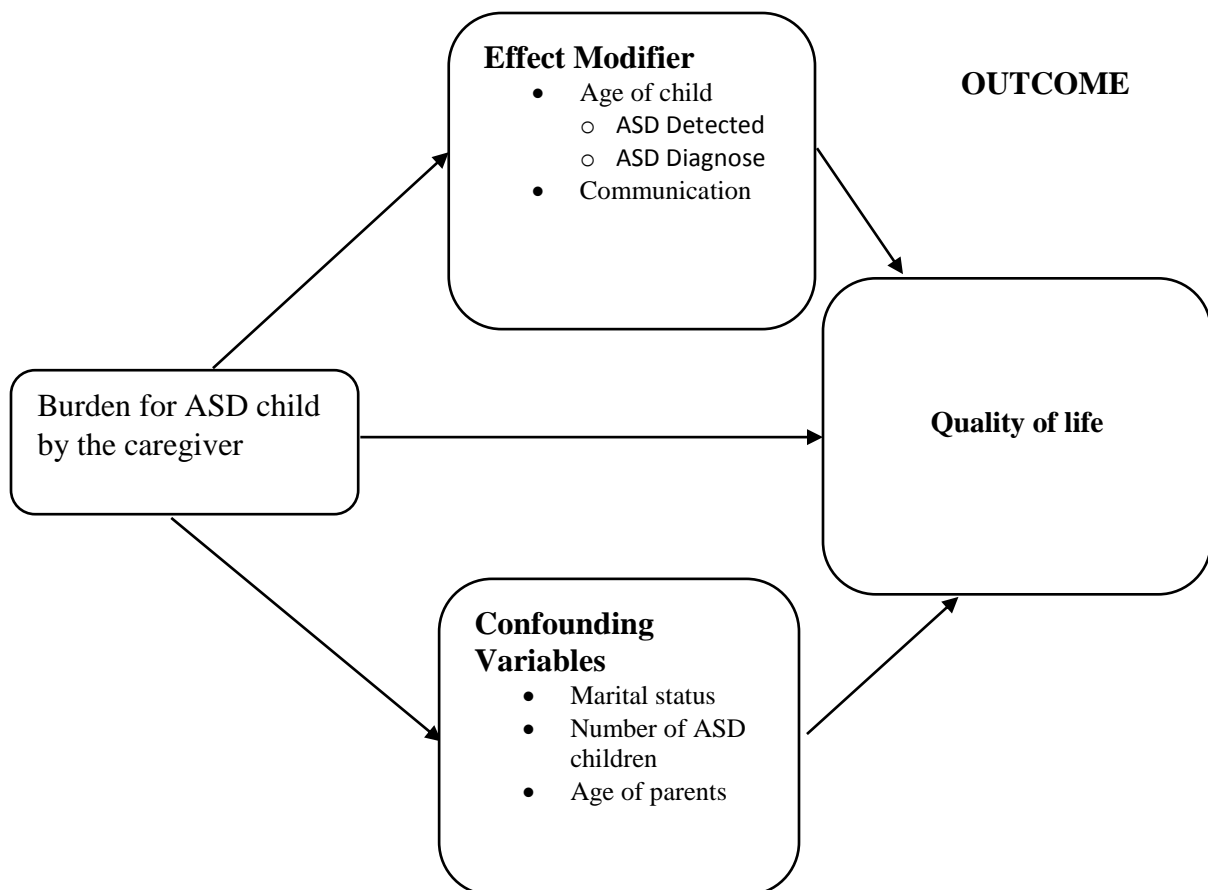 Effect Modifier
• Age of child
o ASD Detected
o ASD Diagnose
• Communication
OUTCOME
Burden for ASD child
by the caregiver
Quality of life
Confounding
Variables
• Marital status
• Number of ASD
children
• Age of parents